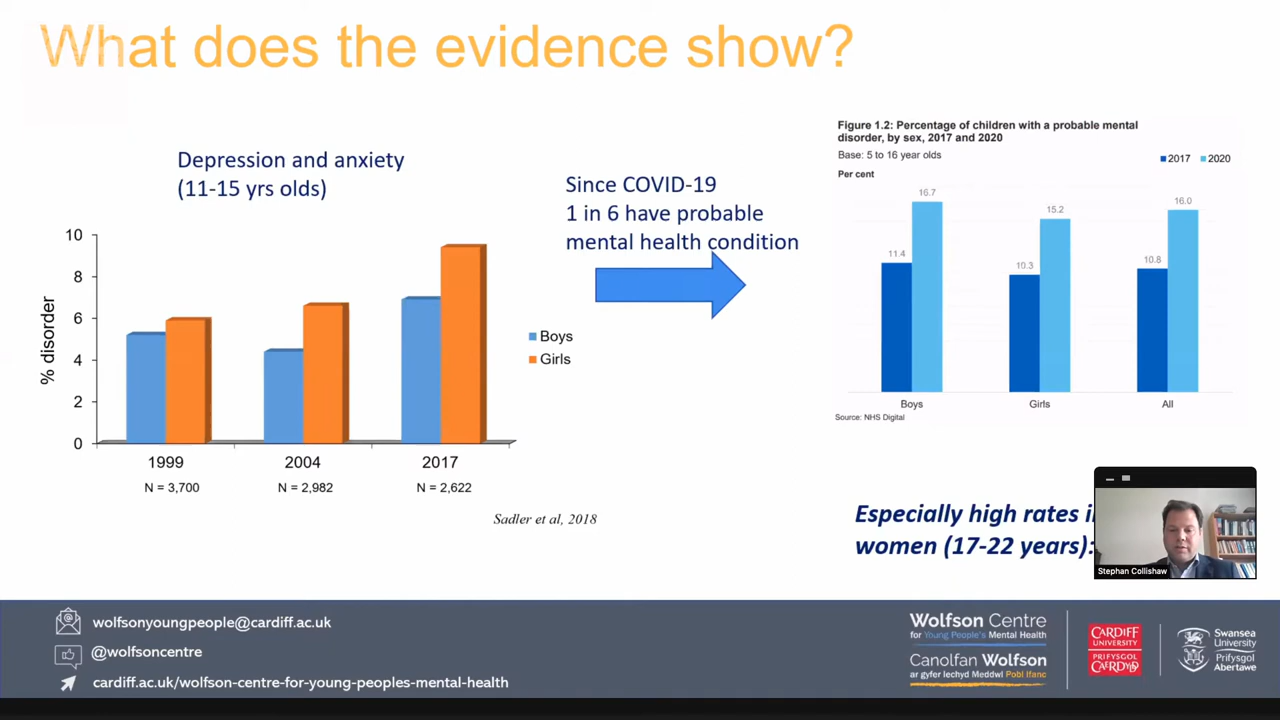 What does the evidence show?
Depression and anxiety
(11-15 yrs olds)
% disorder
10
8
6
4
2
0
1999
2004
2017
N = 3,700
N = 2,982
N = 2,622
Boys
Girls
Sadler et al, 2018
Since COVID-19
1 in 6 have probable
mental health condition
Figure 1.2: Percentage of children with a probable mental
disorder, by sex, 2017 and 2020
Base: 5 to 16 year olds
2017
2020
Per cent
11.4
16.7
10.3
15.2
10.8
16.0
Boys
Girls
All
Source: NHS Digital
Especially high rates
women (17-22 years):
Stephan Collishaw
wolfsonyoungpeople@cardiff.ac.uk
@wolfsoncentre
cardiff.ac.uk/wolfson-centre-for-young-peoples-mental-health
Wolfson Centre
for Young People's Mental Health
Canolfan Wolfson
ar gyfer Iechyd Meddwl Pobl Ifanc
CARDIFF
UNIVERSITY
PRIFYSGOL
CAERDYDD
Swansea
University
Prifysgol
Abertawe